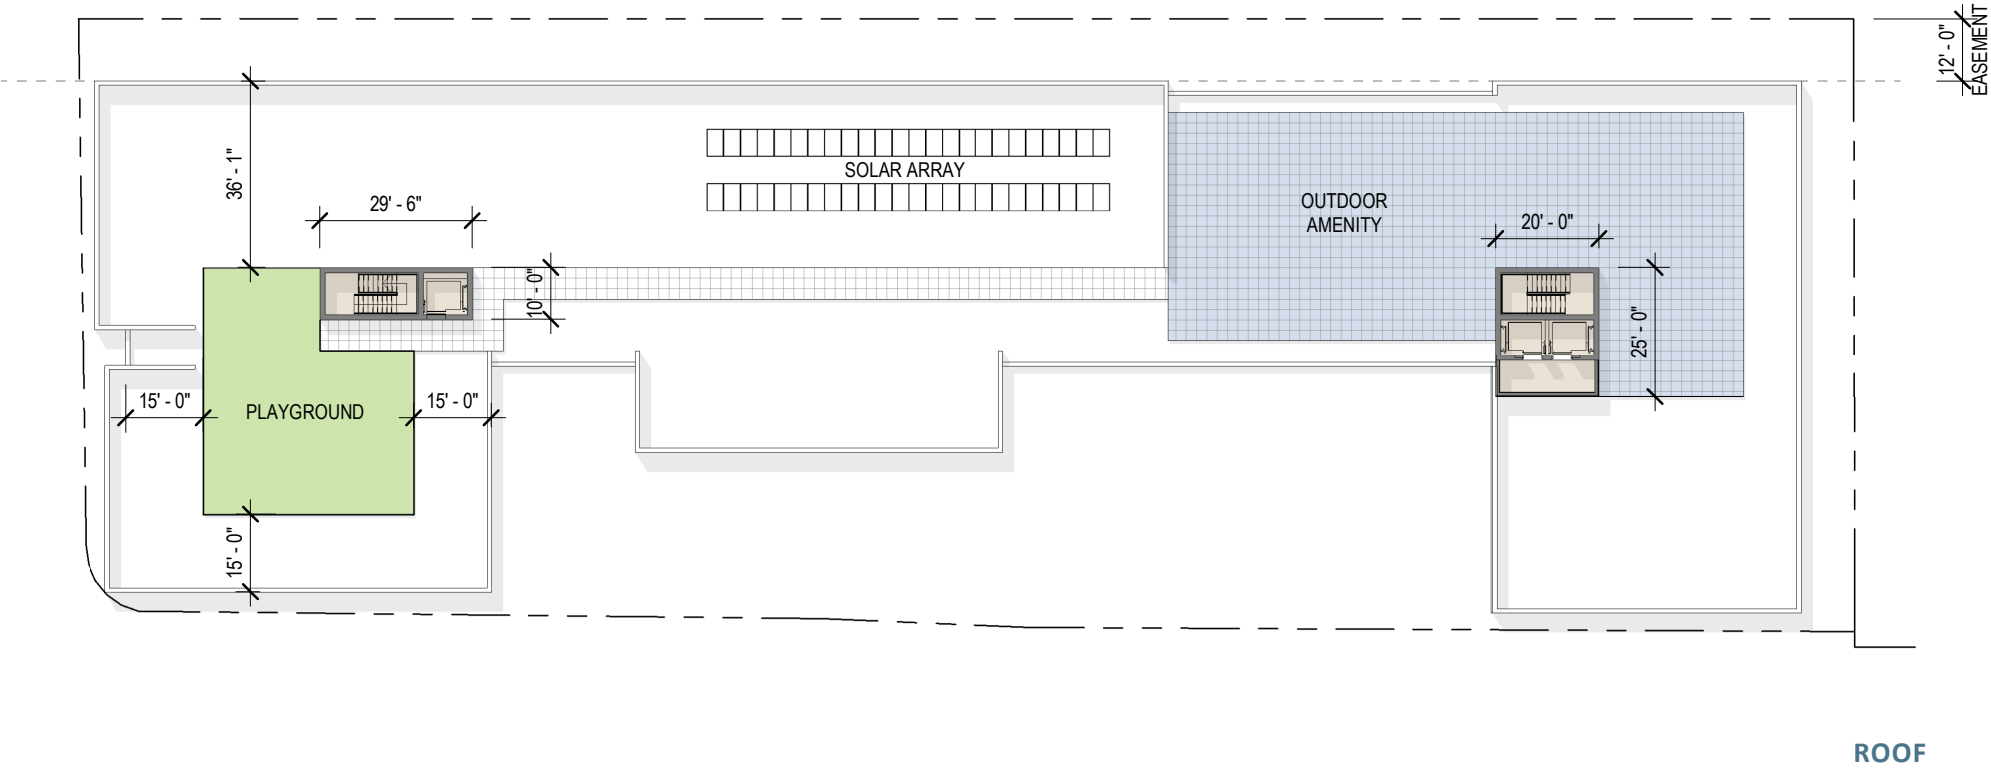 12' - 0"
EASEMENT
36' - 1"
29' - 6"
SOLAR ARRAY
OUTDOOR
AMENITY
20' - 0"
10' - 0"
25' - 0"
15' - 0"
PLAYGROUND
15' - 0"
15' - 0"
ROOF